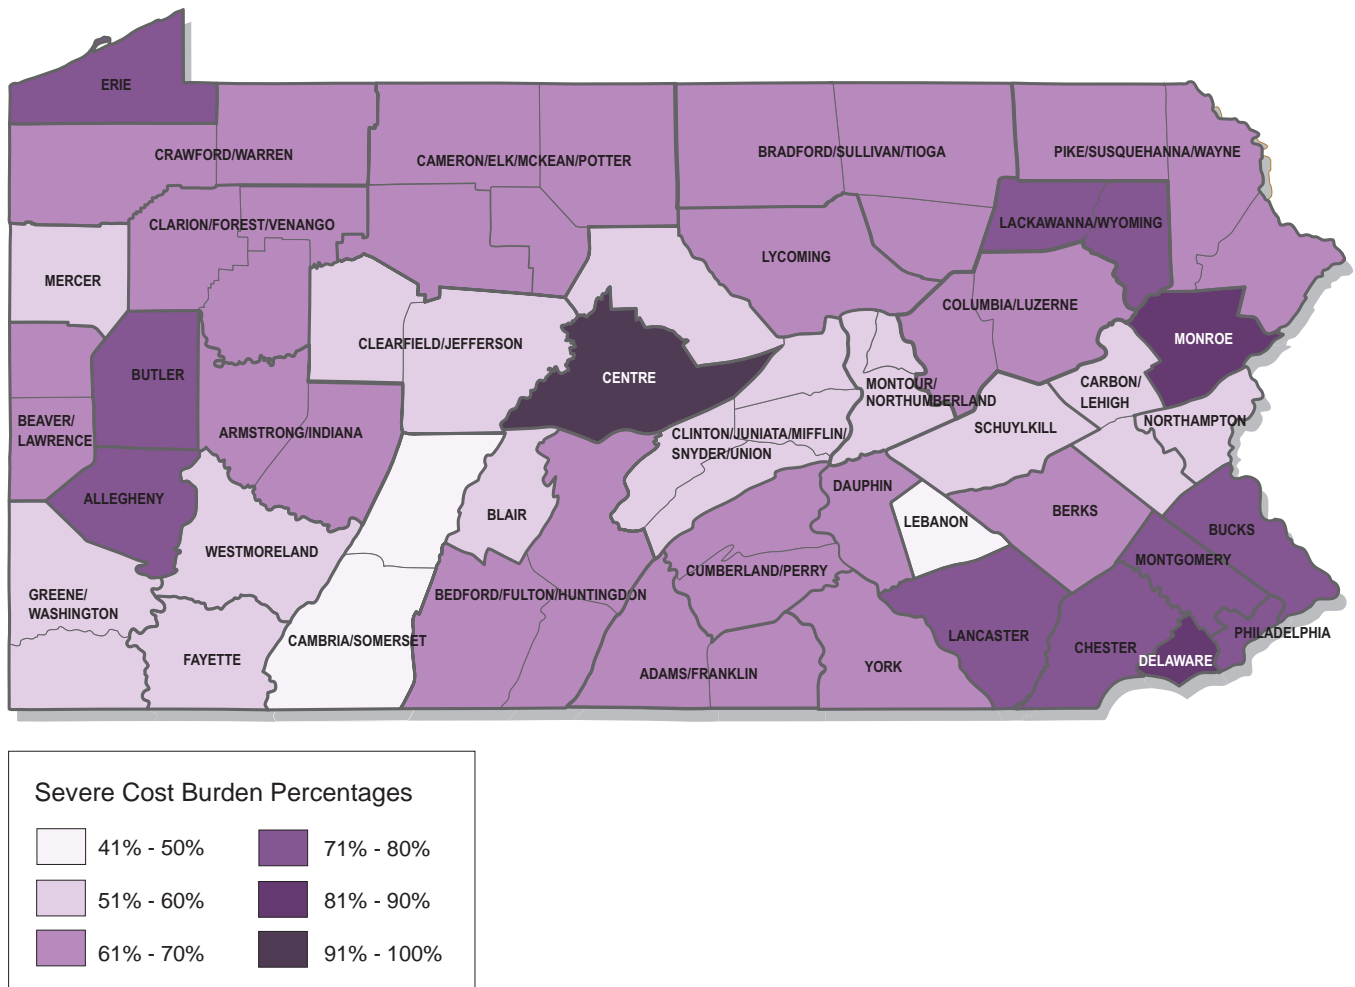 ERIE
CRAWFORD/WARREN
CAMERON/ELK/MCKEAN/POTTER
BRADFORD/SULLIVAN/TIOGA
PIKE/SUSQUEHANNA/WAYNE
CLARION/FOREST/VENANGO
LACKAWANNA/WYOMING
LYCOMING
MERCER
COLUMBIA/LUZERNE
CLEARFIELD/JEFFERSON
MONROE
BUTLER
CENTRE
CARBON/
LEHIGH
MONTOUR/
NORTHUMBERLAND
BEAVER/
LAWRENCE
ARMSTRONG/INDIANA
CLINTON/JUNIATA/MIFFLIN/
SNYDER/UNION
SCHUYLKILL
NORTHAMPTON
ALLEGHENY
DAUPHIN
BLAIR
LEBANON
BERKS
BUCKS
WESTMORELAND
MONTGOMERY
CUMBERLAND/PERRY
GREENE/
WASHINGTON
BEDFORD/FULTON/HUNTINGDON
CAMBRIA/SOMERSET
LANCASTER
PHILADELPHIA
FAYETTE
CHESTER
DELAWARE
ADAMS/FRANKLIN
YORK
Severe Cost Burden Percentages
41% - 50%
71% - 80%
51% - 60%
81% - 90%
61% - 70%
91% - 100%